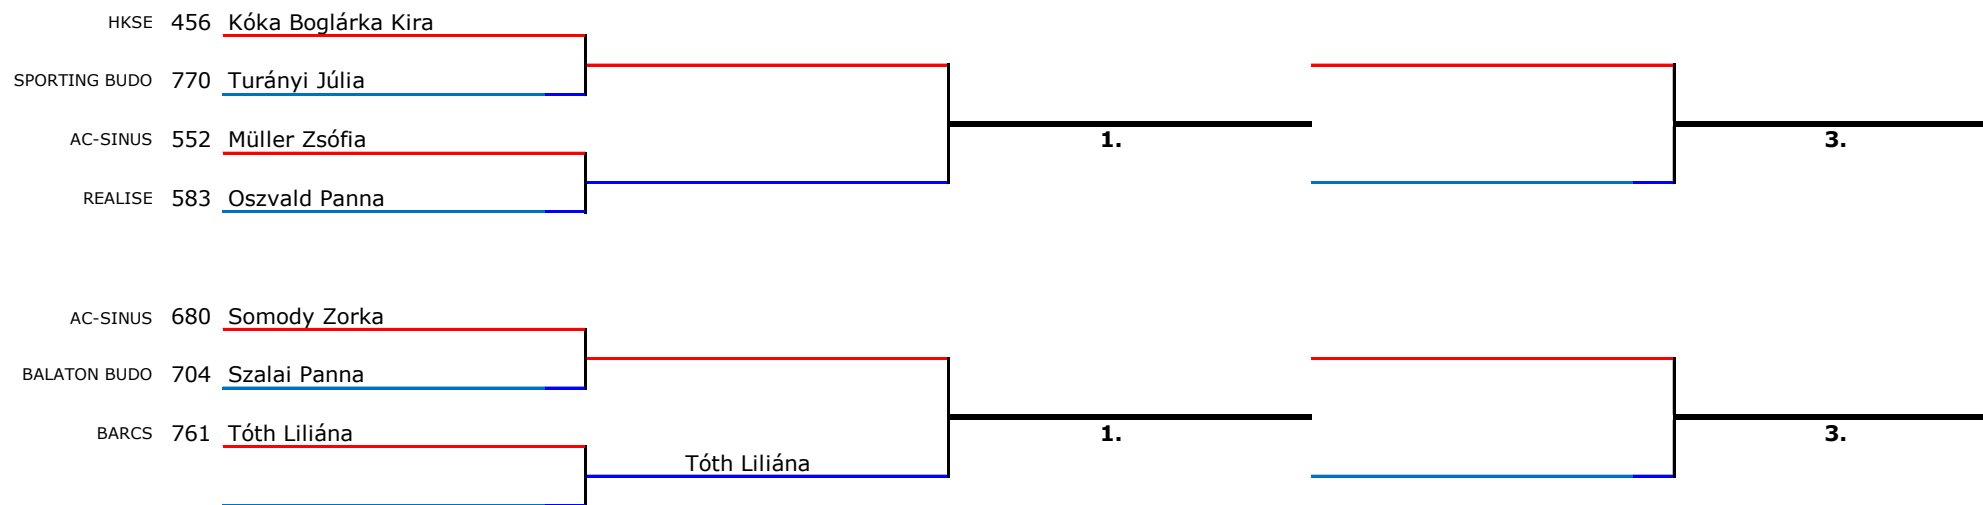 HKSE 456 Kóka Boglárka Kira
SPORTING BUDO 770 Turányi Júlia
AC-SINUS 552 Müller Zsófia 1. 3.
REALISE 583 Oszvald Panna
AC-SINUS 680 Somody Zorka
BALATON BUDO 704 Szalai Panna
BARCS 761 Tóth Liliána 1. 3.
Tóth Liliána